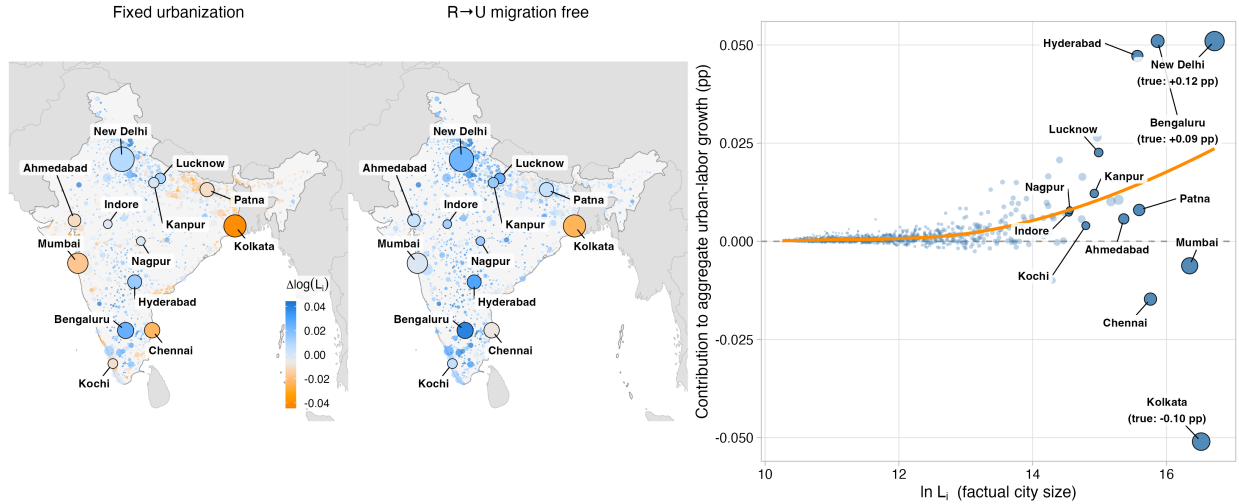 Fixed urbanization
New Delhi
Ahmedabad
Lucknow
Indore
Patna
Mumbai
Kanpur
Kolkata
Nagpur
Hyderabad
Bengaluru
Chennai
Kochi
Δlog(Lᵢ)
0.04
0.02
0.00
-0.02
-0.04
R→U migration free
New Delhi
Ahmedabad
Lucknow
Indore
Patna
Mumbai
Kanpur
Kolkata
Nagpur
Hyderabad
Bengaluru
Chennai
Kochi
Contribution to aggregate urban-labor growth (pp)
0.050
0.025
0.000
-0.025
-0.050
Hyderabad
New Delhi
(true: +0.12 pp)
Bengaluru
(true: +0.09 pp)
Lucknow
Kanpur
Nagpur
Patna
Indore
Ahmedabad
Mumbai
Kochi
Chennai
Kolkata
(true: -0.10 pp)
10
12
14
16
ln Lᵢ (factual city size)